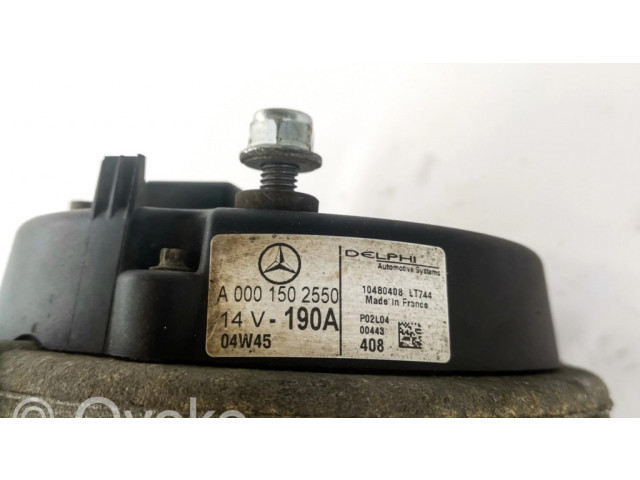 A 000 150 2550
14 V - 190A
04W45
DELPHI
Automotive Systems
10480408 LT744
Made in France
P02L04
00443
408
© Ovoko